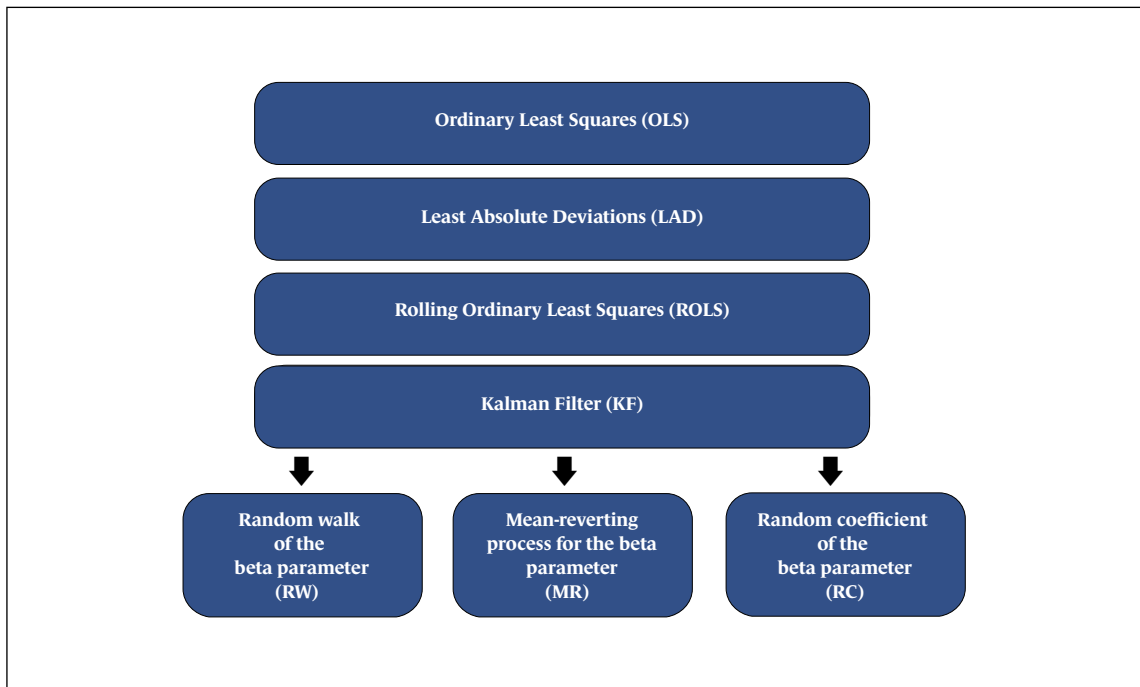 Ordinary Least Squares (OLS)
Least Absolute Deviations (LAD)
Rolling Ordinary Least Squares (ROLS)
Kalman Filter (KF)
Random walk
of the
beta parameter
(RW)
Mean-reverting
process for the beta
parameter
(MR)
Random coefficient
of the
beta parameter
(RC)